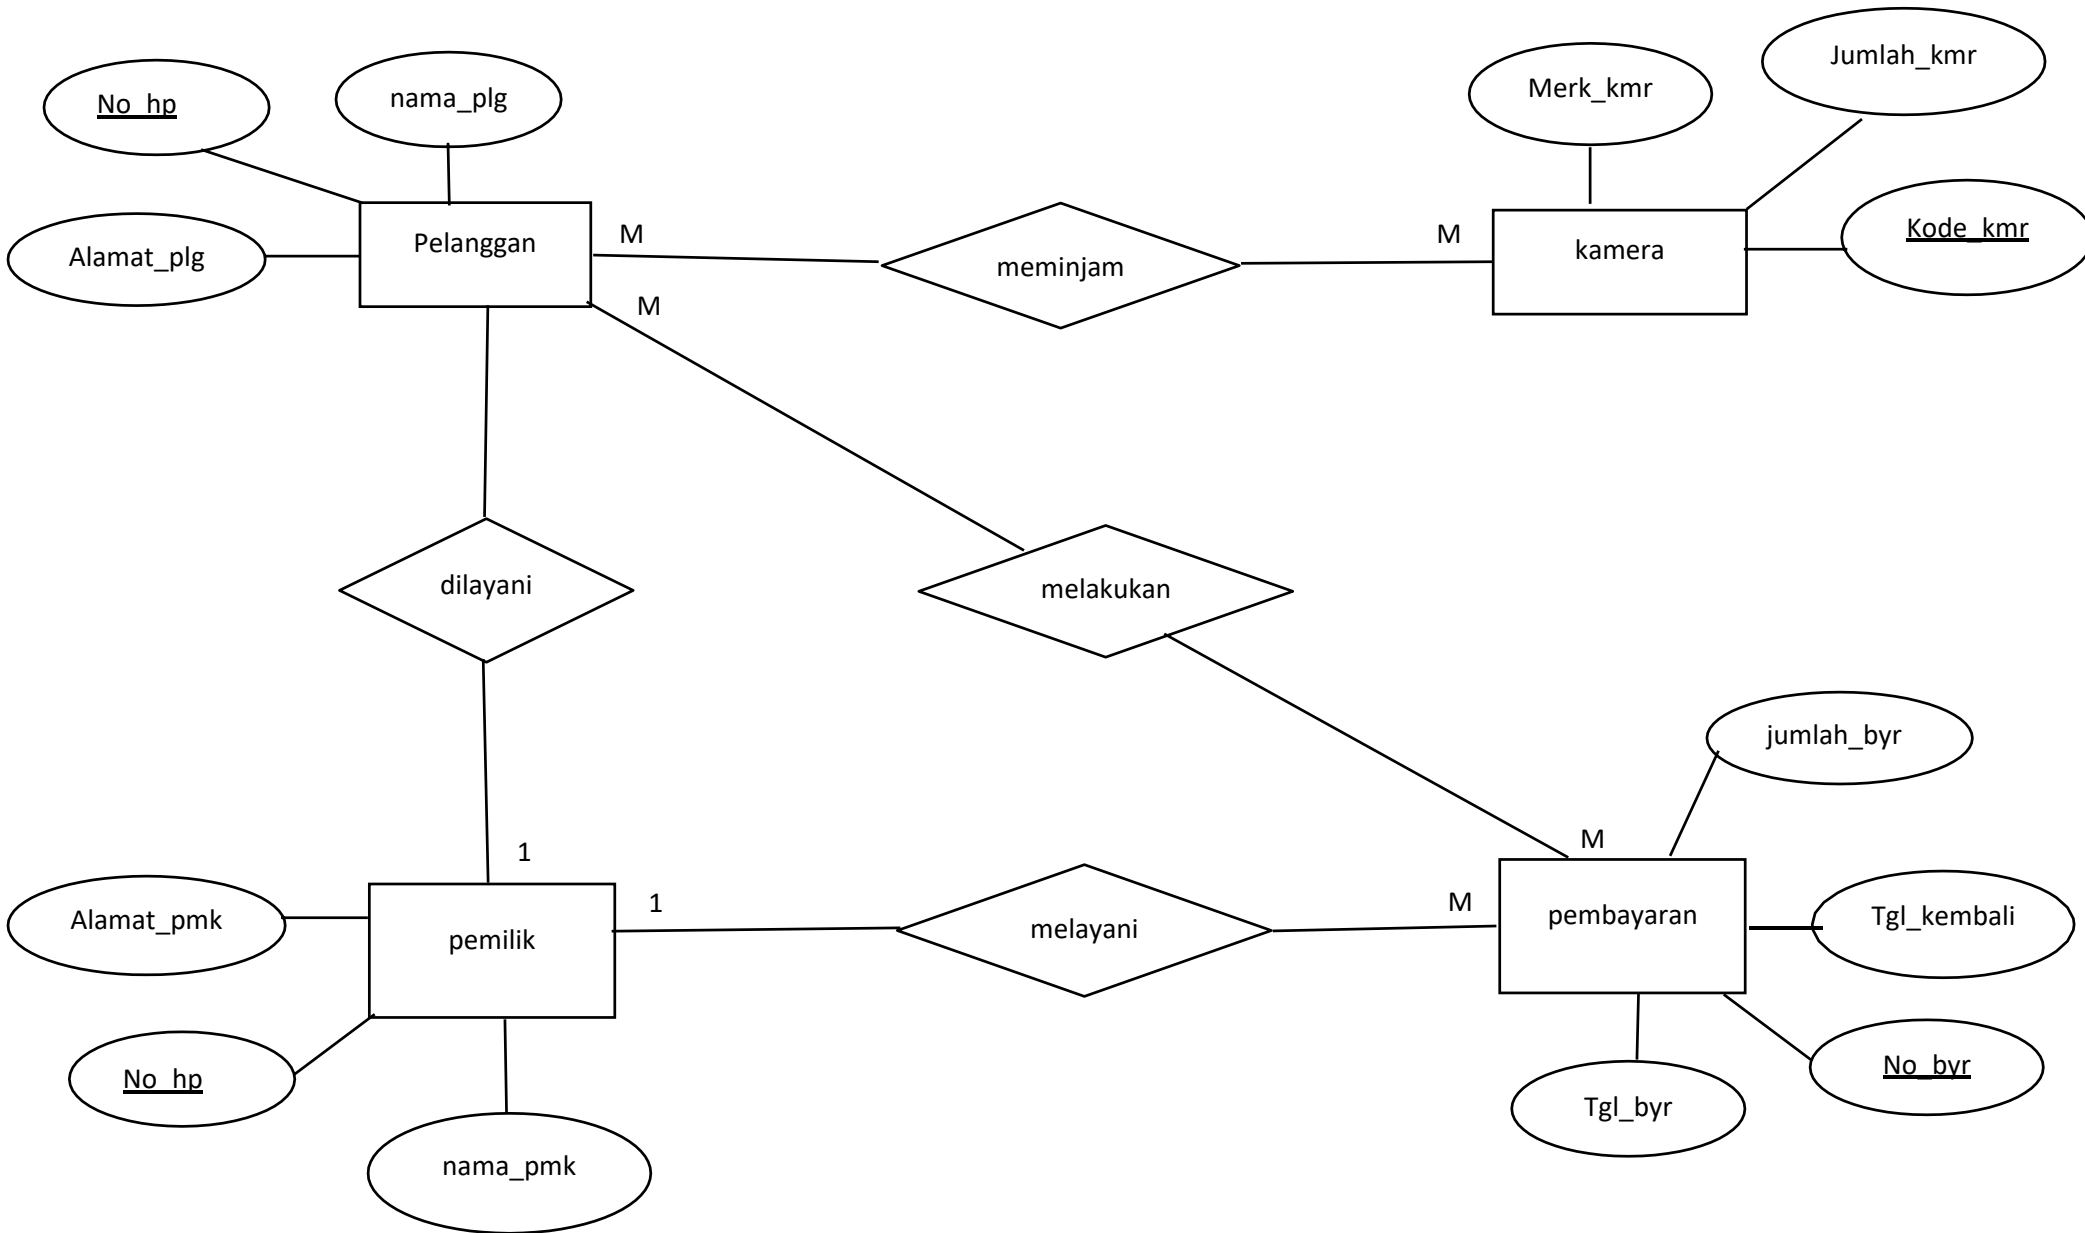 Jumlah_kmr
Merk_kmr
nama_plg
No_hp
Kode_kmr
M
M
Pelanggan
kamera
Alamat_plg
meminjam
M
dilayani
melakukan
jumlah_byr
M
1
1
M
Tgl_kembali
pembayaran
Alamat_pmk
melayani
pemilik
No_byr
No_hp
Tgl_byr
nama_pmk